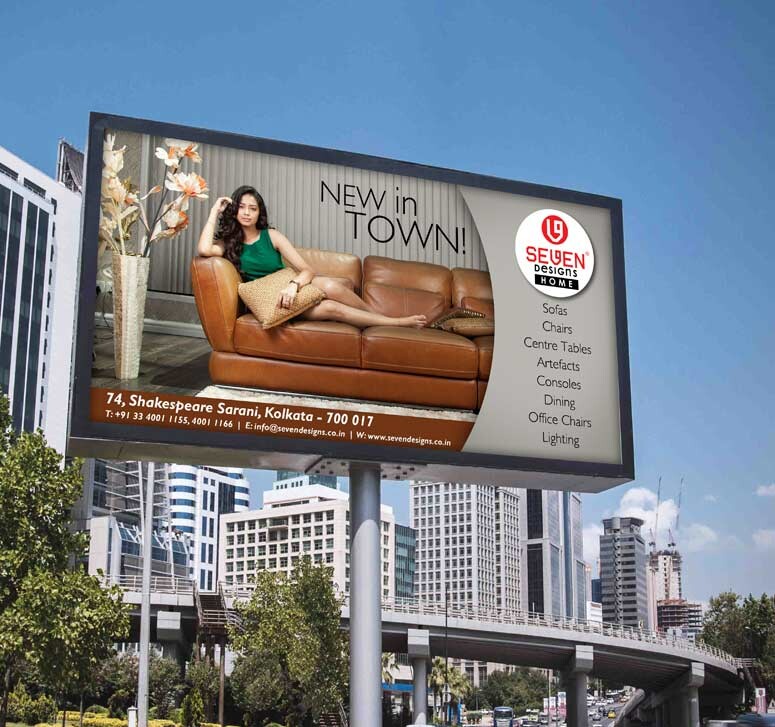 NEW in
TOWN!
SEVEN®
DESIGNS
HOME
Sofas
Chairs
Centre Tables
Artefacts
Consoles
Dining
Office Chairs
Lighting
74, Shakespeare Sarani, Kolkata - 700 017
T: +91 33 4001 1155, 4001 1166 | E: info@sevendesigns.co.in | W: www.sevendesigns.co.in